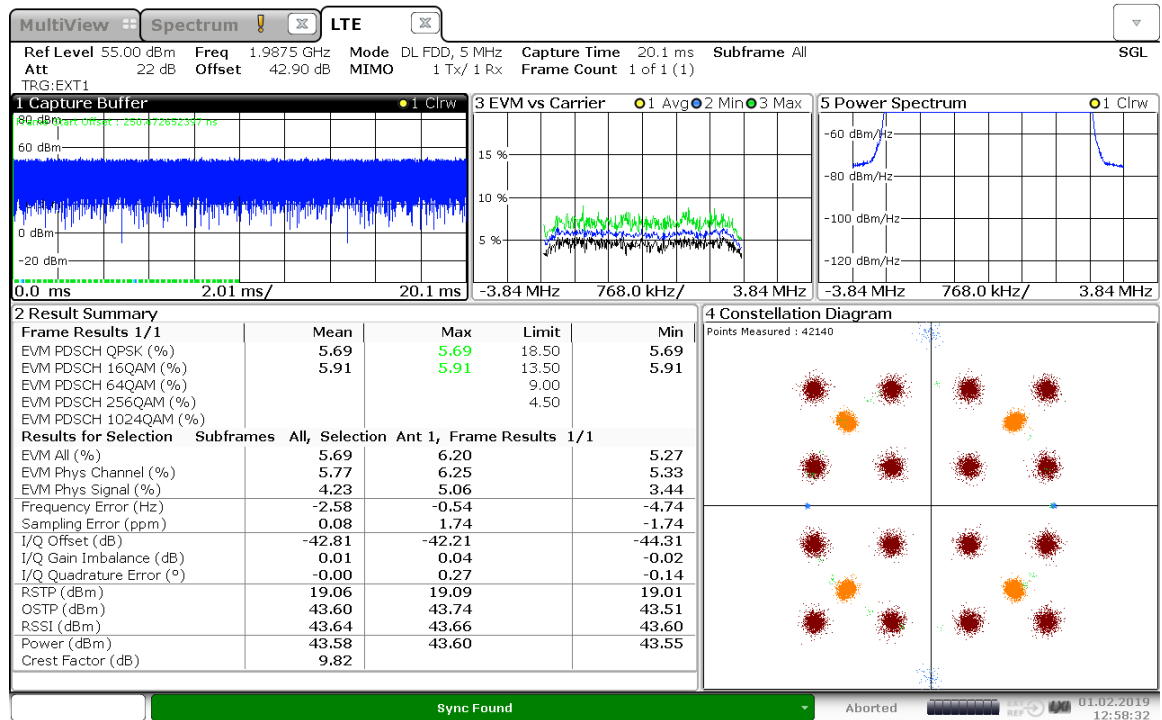 MultiView Spectrum LTE
Ref Level 55.00 dBm Freq 1.9875 GHz Mode DL FDD, 5 MHz Capture Time 20.1 ms Subframe All SGL
Att 22 dB Offset 42.90 dB MIMO 1 Tx/ 1 Rx Frame Count 1 of 1 (1)
TRG:EXT1
1 Capture Buffer 1 Clrw
80 dBm
Frame Start Offset : 250.672652397 ns
60 dBm
0 dBm
-20 dBm
0.0 ms 2.01 ms/ 20.1 ms
3 EVM vs Carrier 1 Avg 2 Min 3 Max
15 %
10 %
5 %
-3.84 MHz 768.0 kHz/ 3.84 MHz
5 Power Spectrum 1 Clrw
-60 dBm/Hz
-80 dBm/Hz
-100 dBm/Hz
-120 dBm/Hz
-3.84 MHz 768.0 kHz/ 3.84 MHz
2 Result Summary
Frame Results 1/1 Mean Max Limit Min
EVM PDSCH QPSK (%) 5.69 5.69 18.50 5.69
EVM PDSCH 16QAM (%) 5.91 5.91 13.50 5.91
EVM PDSCH 64QAM (%) 9.00
EVM PDSCH 256QAM (%) 4.50
EVM PDSCH 1024QAM (%)
Results for Selection Subframes All, Selection Ant 1, Frame Results 1/1
EVM All (%) 5.69 6.20 5.27
EVM Phys Channel (%) 5.77 6.25 5.33
EVM Phys Signal (%) 4.23 5.06 3.44
Frequency Error (Hz) -2.58 -0.54 -4.74
Sampling Error (ppm) 0.08 1.74 -1.74
I/Q Offset (dB) -42.81 -42.21 -44.31
I/Q Gain Imbalance (dB) 0.01 0.04 -0.02
I/Q Quadrature Error (º) -0.00 0.27 -0.14
RSTP (dBm) 19.06 19.09 19.01
OSTP (dBm) 43.60 43.74 43.51
RSSI (dBm) 43.64 43.66 43.60
Power (dBm) 43.58 43.60 43.55
Crest Factor (dB) 9.82
4 Constellation Diagram
Points Measured : 42140
Sync Found
Aborted
EXT
REF
LXI
01.02.2019
12:58:32